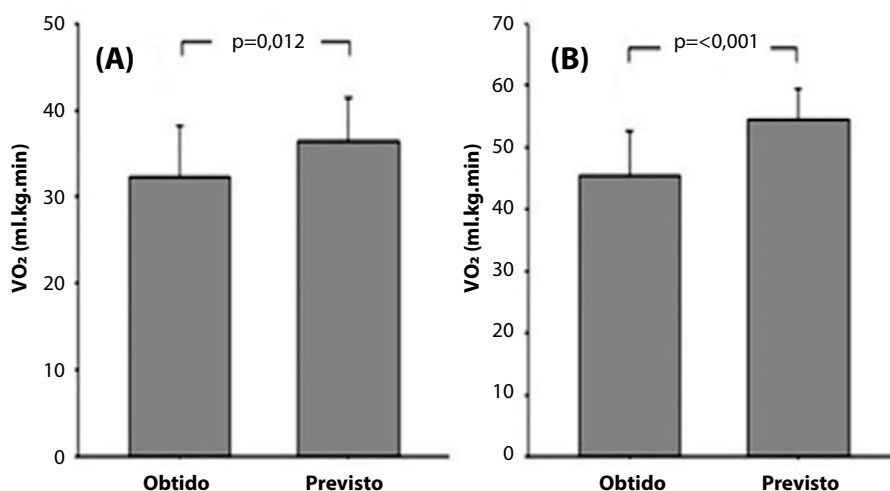 (A)
p=0,012
VO₂ (ml.kg.min)
50
40
30
20
10
0
Obtido
Previsto
(B)
p=<0,001
VO₂ (ml.kg.min)
70
60
50
40
30
20
10
0
Obtido
Previsto